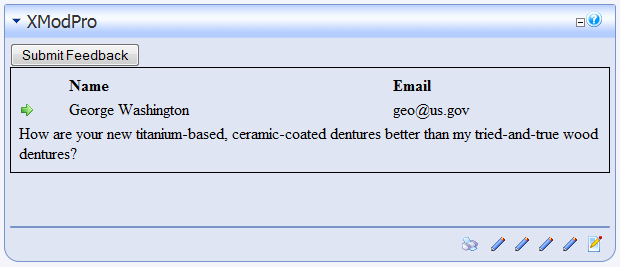 XModPro
Submit Feedback
Name Email
George Washington geo@us.gov
How are your new titanium-based, ceramic-coated dentures better than my tried-and-true wood
dentures?